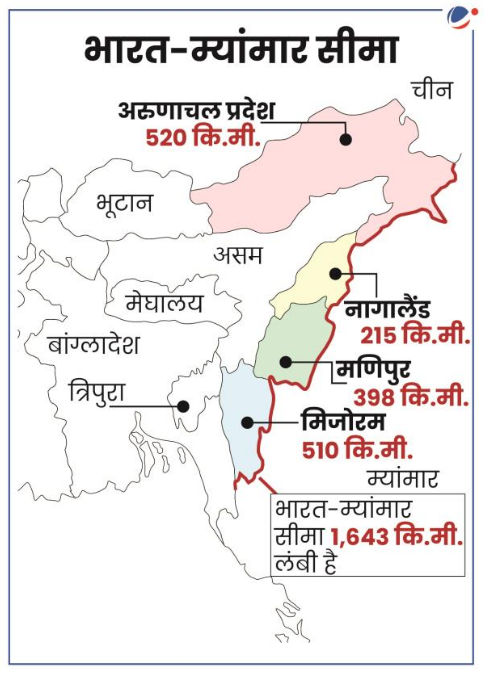 भारत-म्यांमार सीमा
चीन
अरुणाचल प्रदेश
520 कि.मी.
भूटान
असम
मेघालय
नागालैंड
215 कि.मी.
बांग्लादेश
मणिपुर
398 कि.मी.
त्रिपुरा
मिजोरम
510 कि.मी.
म्यांमार
भारत-म्यांमार
सीमा 1,643 कि.मी.
लंबी है